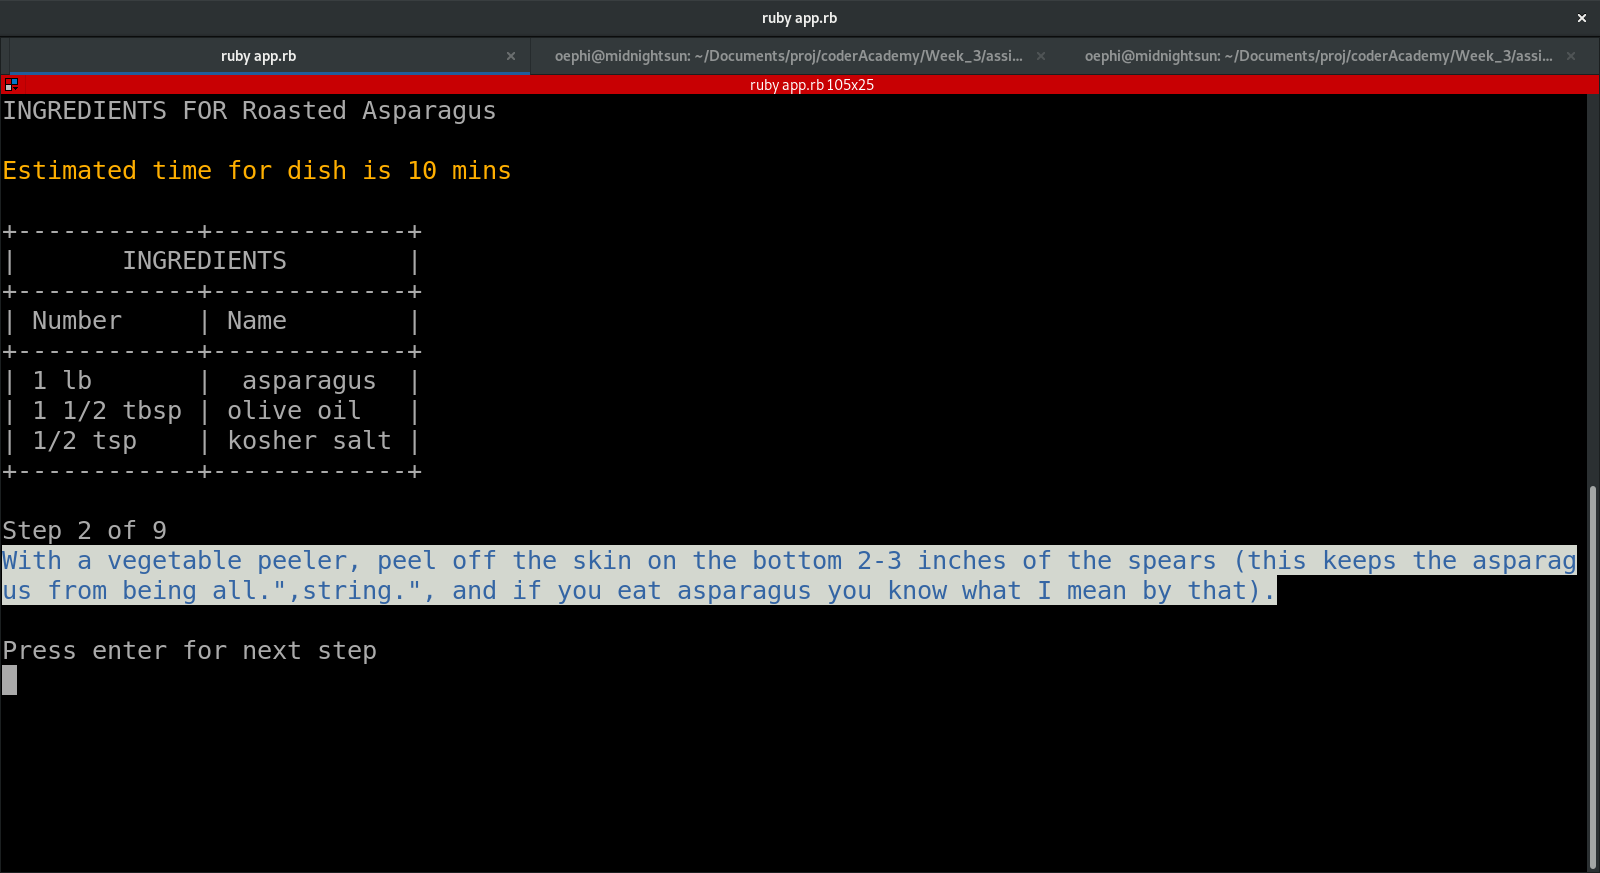 ruby app.rb ×
ruby app.rb × oephi@midnightsun: ~/Documents/proj/coderAcademy/Week_3/assi... × oephi@midnightsun: ~/Documents/proj/coderAcademy/Week_3/assi... ×
ruby app.rb 105x25
INGREDIENTS FOR Roasted Asparagus
Estimated time for dish is 10 mins
+------------+-------------+
|       INGREDIENTS        |
+------------+-------------+
| Number     | Name        |
+------------+-------------+
| 1 lb       |  asparagus  |
| 1 1/2 tbsp | olive oil   |
| 1/2 tsp    | kosher salt |
+------------+-------------+
Step 2 of 9
With a vegetable peeler, peel off the skin on the bottom 2-3 inches of the spears (this keeps the asparag
us from being all.",string.", and if you eat asparagus you know what I mean by that).
Press enter for next step